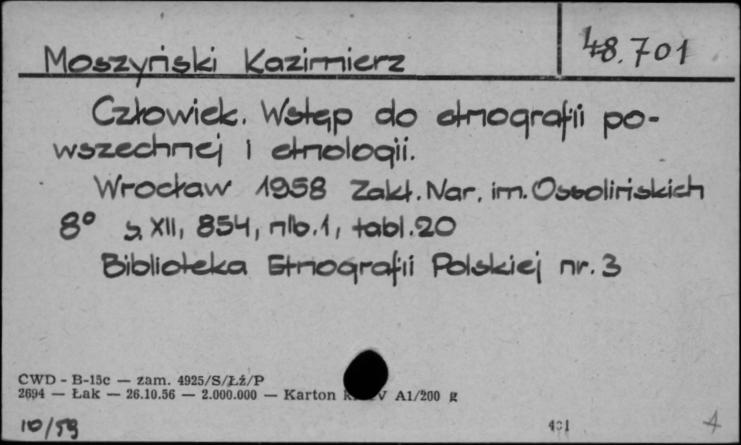 Moszyński Kazimierz 48.701
Człowiek. Wstęp do etnografii po-
wszechnej i etnologii.
Wrocław 1958 Zakł. Nar. im. Ossolińskich
8° s. XII, 854, nlb. 1, tabl. 20
Biblioteka Etnografii Polskiej nr. 3
CWD - B-15c — zam. 4925/S/Łź/P
2694 — Łak — 26.10.56 — 2.000.000 — Karton V A1/200 g
10/59 4